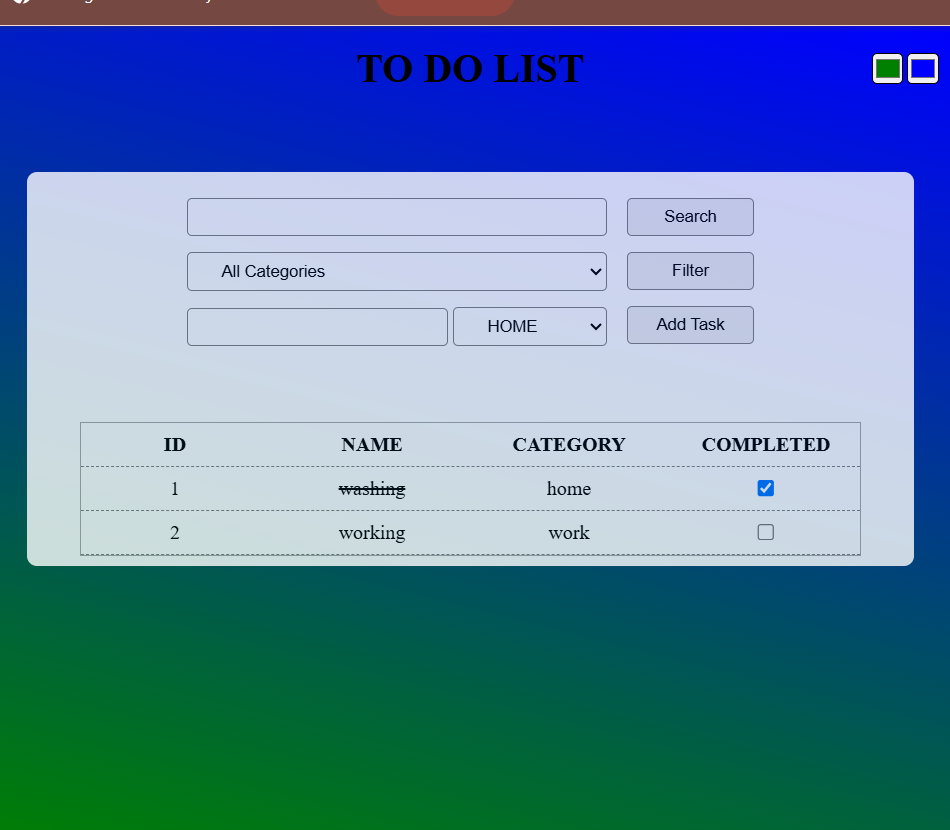 TO DO LIST
Search
All Categories
Filter
HOME
Add Task
ID NAME CATEGORY COMPLETED
1 washing home
2 working work